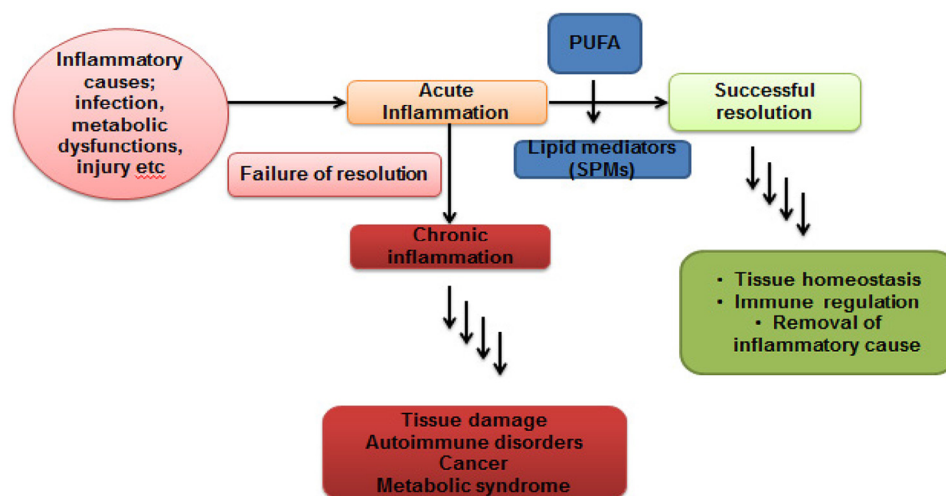 Inflammatory
causes;
infection,
metabolic
dysfunctions,
injury etc
Acute
Inflammation
PUFA
Lipid mediators
(SPMs)
Successful
resolution
Failure of resolution
Chronic
inflammation
• Tissue homeostasis
• Immune regulation
• Removal of
inflammatory cause
Tissue damage
Autoimmune disorders
Cancer
Metabolic syndrome